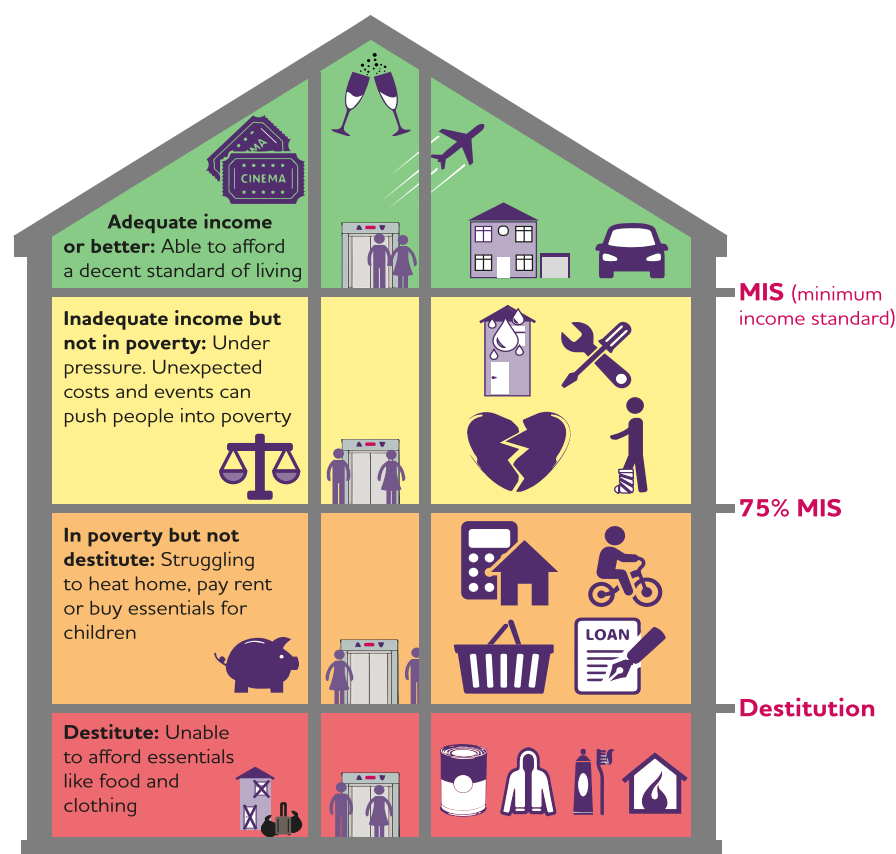 CINEMA
MA
Adequate income
or better: Able to afford
a decent standard of living
MIS (minimum
income standard)
Inadequate income but
not in poverty: Under
pressure. Unexpected
costs and events can
push people into poverty
75% MIS
In poverty but not
destitute: Struggling
to heat home, pay rent
or buy essentials for
children
LOAN
Destitution
Destitute: Unable
to afford essentials
like food and
clothing